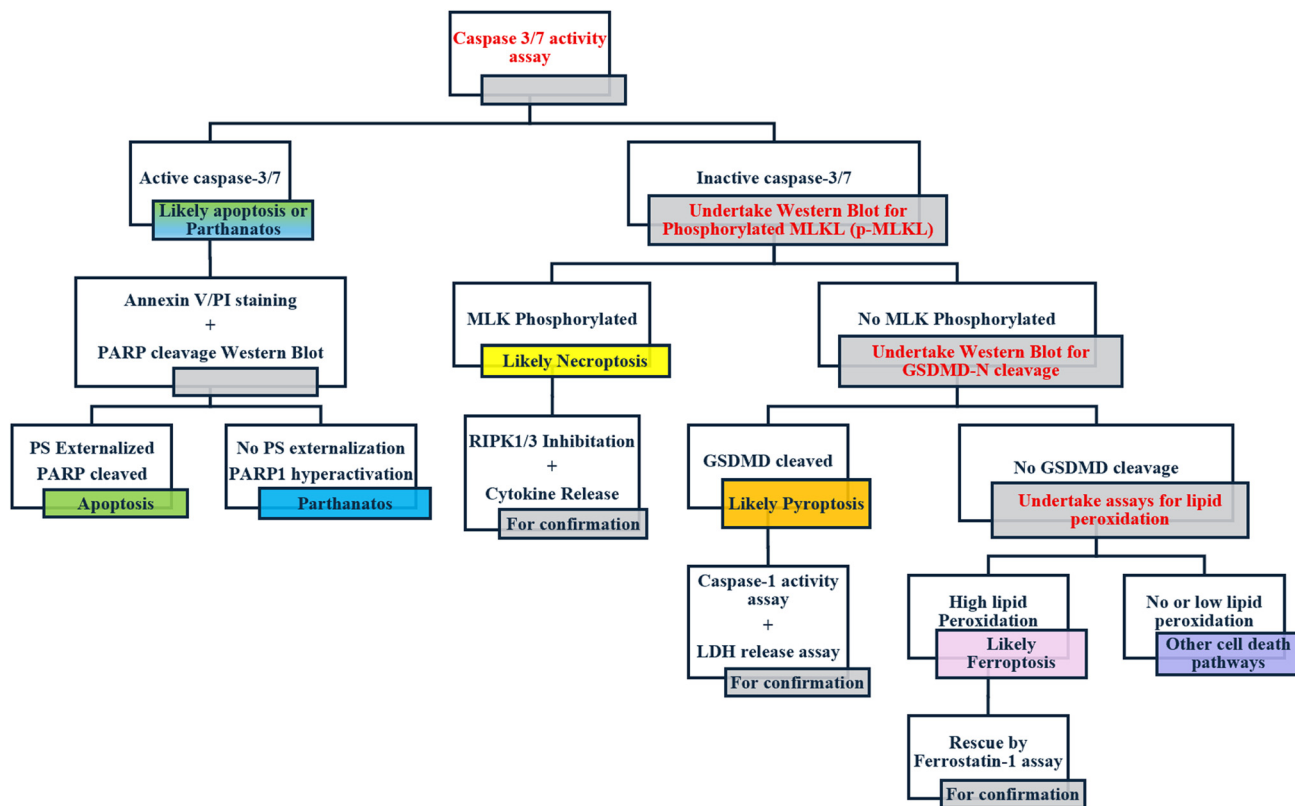 Caspase 3/7 activity
assay
Active caspase-3/7
Likely apoptosis or
Parthanatos
Inactive caspase-3/7
Undertake Western Blot for
Phosphorylated MLKL (p-MLKL)
Annexin V/PI staining
+
PARP cleavage Western Blot
MLK Phosphorylated
Likely Necroptosis
No MLK Phosphorylated
Undertake Western Blot for
GSDMD-N cleavage
PS Externalized
PARP cleaved
Apoptosis
No PS externalization
PARP1 hyperactivation
Parthanatos
RIPK1/3 Inhibitation
+
Cytokine Release
For confirmation
GSDMD cleaved
Likely Pyroptosis
No GSDMD cleavage
Undertake assays for lipid
peroxidation
Caspase-1 activity
assay
+
LDH release assay
For confirmation
High lipid
Peroxidation
Likely
Ferroptosis
No or low lipid
peroxidation
Other cell death
pathways
Rescue by
Ferrostatin-1 assay
For confirmation